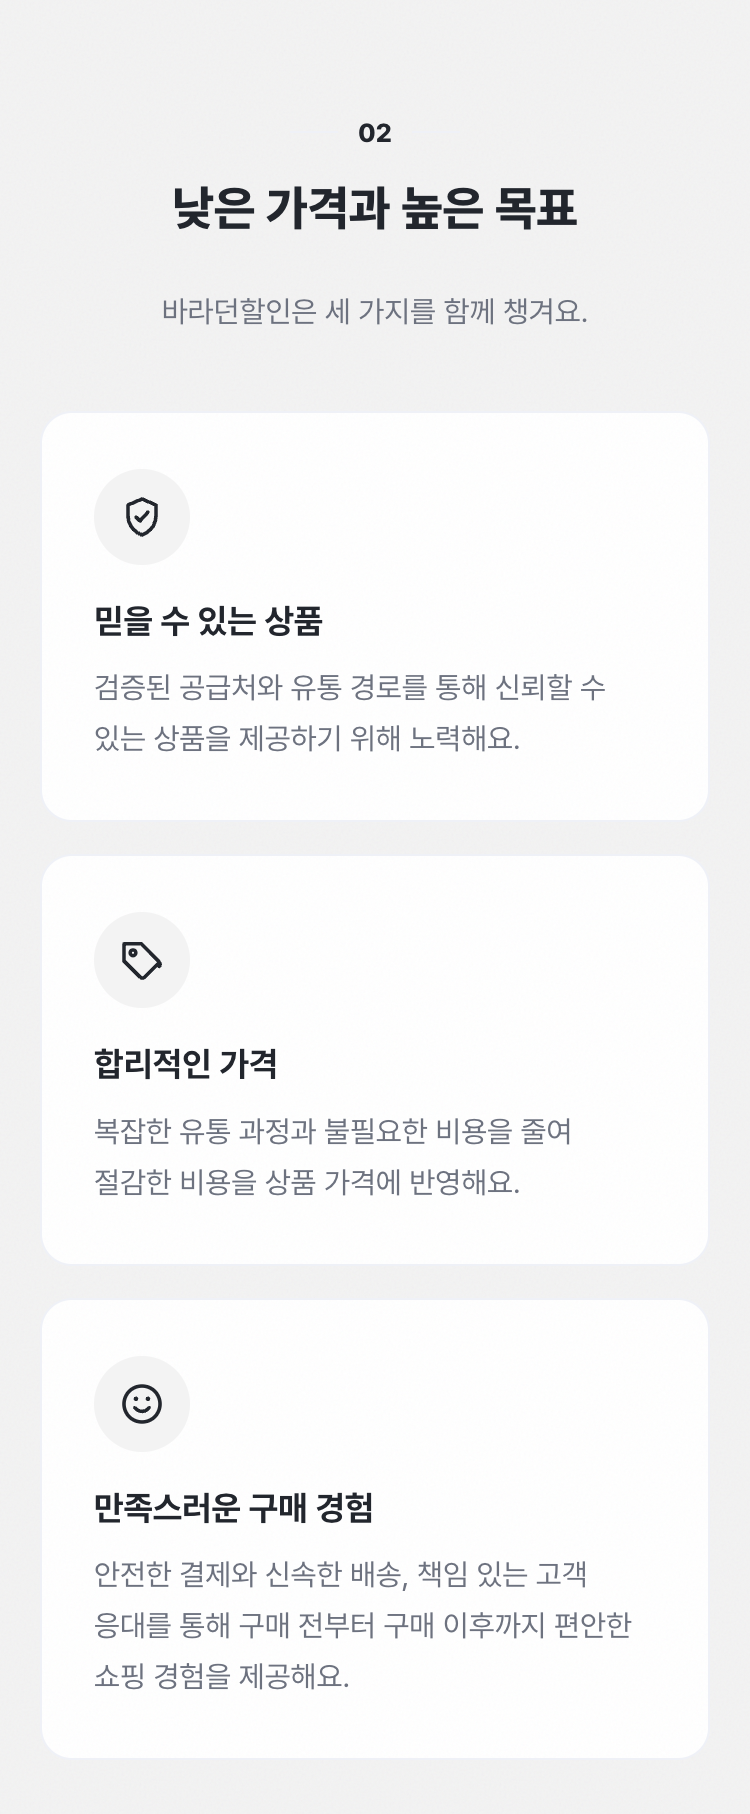 02
낮은 가격과 높은 목표
바라던할인은 세 가지를 함께 챙겨요.
믿을 수 있는 상품
검증된 공급처와 유통 경로를 통해 신뢰할 수
있는 상품을 제공하기 위해 노력해요.
합리적인 가격
복잡한 유통 과정과 불필요한 비용을 줄여
절감한 비용을 상품 가격에 반영해요.
만족스러운 구매 경험
안전한 결제와 신속한 배송, 책임 있는 고객
응대를 통해 구매 전부터 구매 이후까지 편안한
쇼핑 경험을 제공해요.